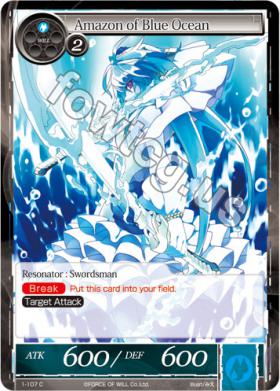 Amazon of Blue Ocean
WILL
2
fowtcg.us
Resonator : Swordsman
Break Put this card into your field.
Target Attack
ATK 600/ DEF 600
1-107 C ©FORCE OF WILL Co.,Ltd.